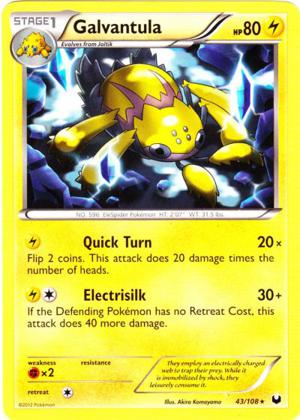 STAGE1 Galvantula HP80
Evolves from Joltik
NO. 596 EleSpider Pokémon HT: 2'07" WT: 31.5 lbs.
Quick Turn 20×
Flip 2 coins. This attack does 20 damage times
the number of heads.
Electrisilk 30+
If the Defending Pokémon has no Retreat Cost, this
attack does 40 more damage.
weakness resistance
×2
They employ an electrically charged
web to trap their prey. While it is
immobilized by shock, they
leisurely consume it.
retreat
©2012 Pokémon
Illus. Akira Komayama 43/108